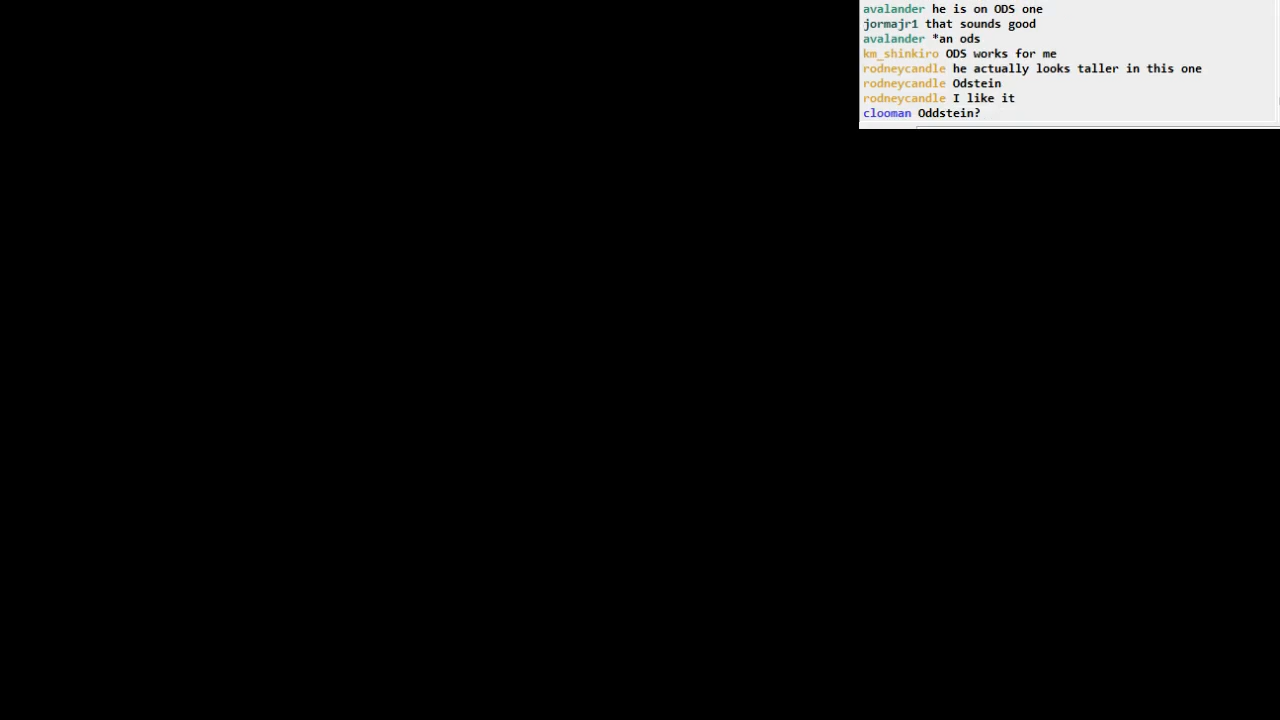 avalander he is on ODS one
jormajr1 that sounds good
avalander *an ods
km_shinkiro ODS works for me
rodneycandle he actually looks taller in this one
rodneycandle Odstein
rodneycandle I like it
clooman Oddstein?